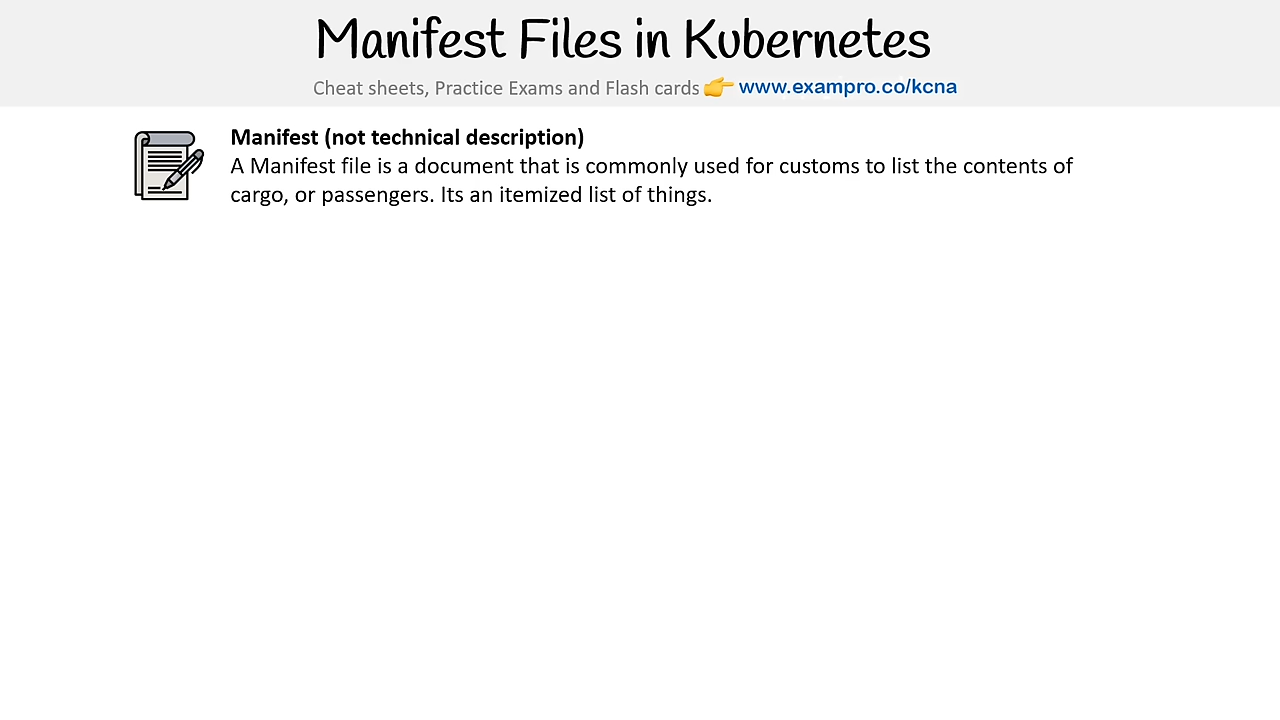 Manifest Files in Kubernetes
Cheat sheets, Practice Exams and Flash cards 👉 www.exampro.co/kcna
Manifest (not technical description)
A Manifest file is a document that is commonly used for customs to list the contents of
cargo, or passengers. Its an itemized list of things.